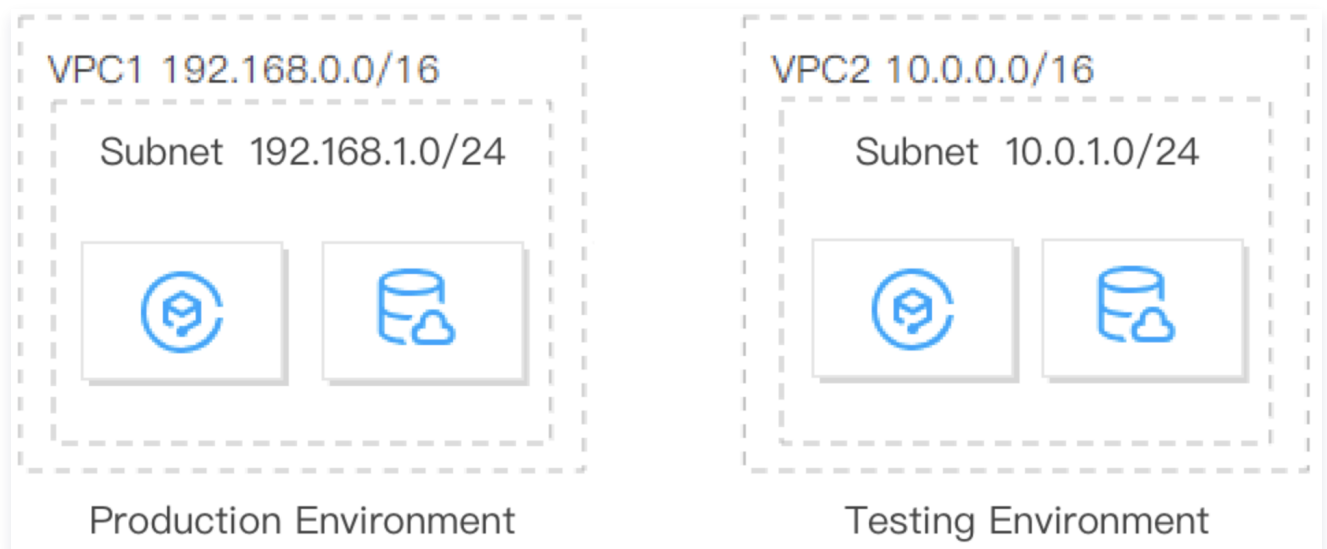 VPC1 192.168.0.0/16
Subnet 192.168.1.0/24
Production Environment
VPC2 10.0.0.0/16
Subnet 10.0.1.0/24
Testing Environment